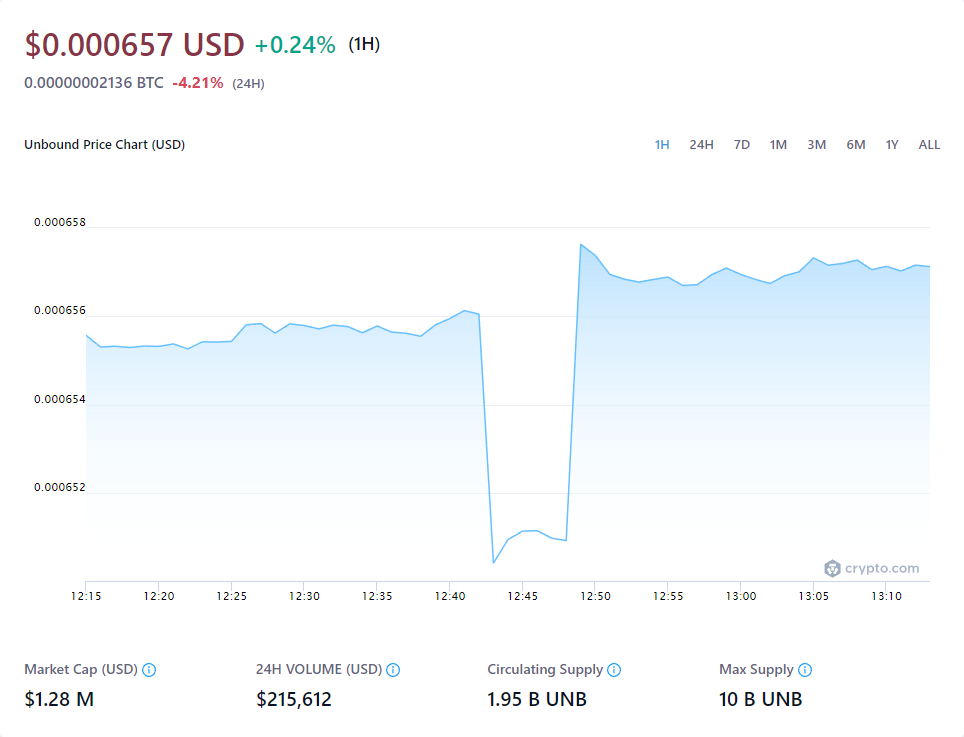 $0.000657 USD +0.24% (1H)
0.00000002136 BTC -4.21% (24H)
Unbound Price Chart (USD) 1H 24H 7D 1M 3M 6M 1Y ALL
0.000658
0.000656
0.000654
0.000652
crypto.com
12:15 12:20 12:25 12:30 12:35 12:40 12:45 12:50 12:55 13:00 13:05 13:10
Market Cap (USD) 24H VOLUME (USD) Circulating Supply Max Supply
$1.28 M $215,612 1.95 B UNB 10 B UNB